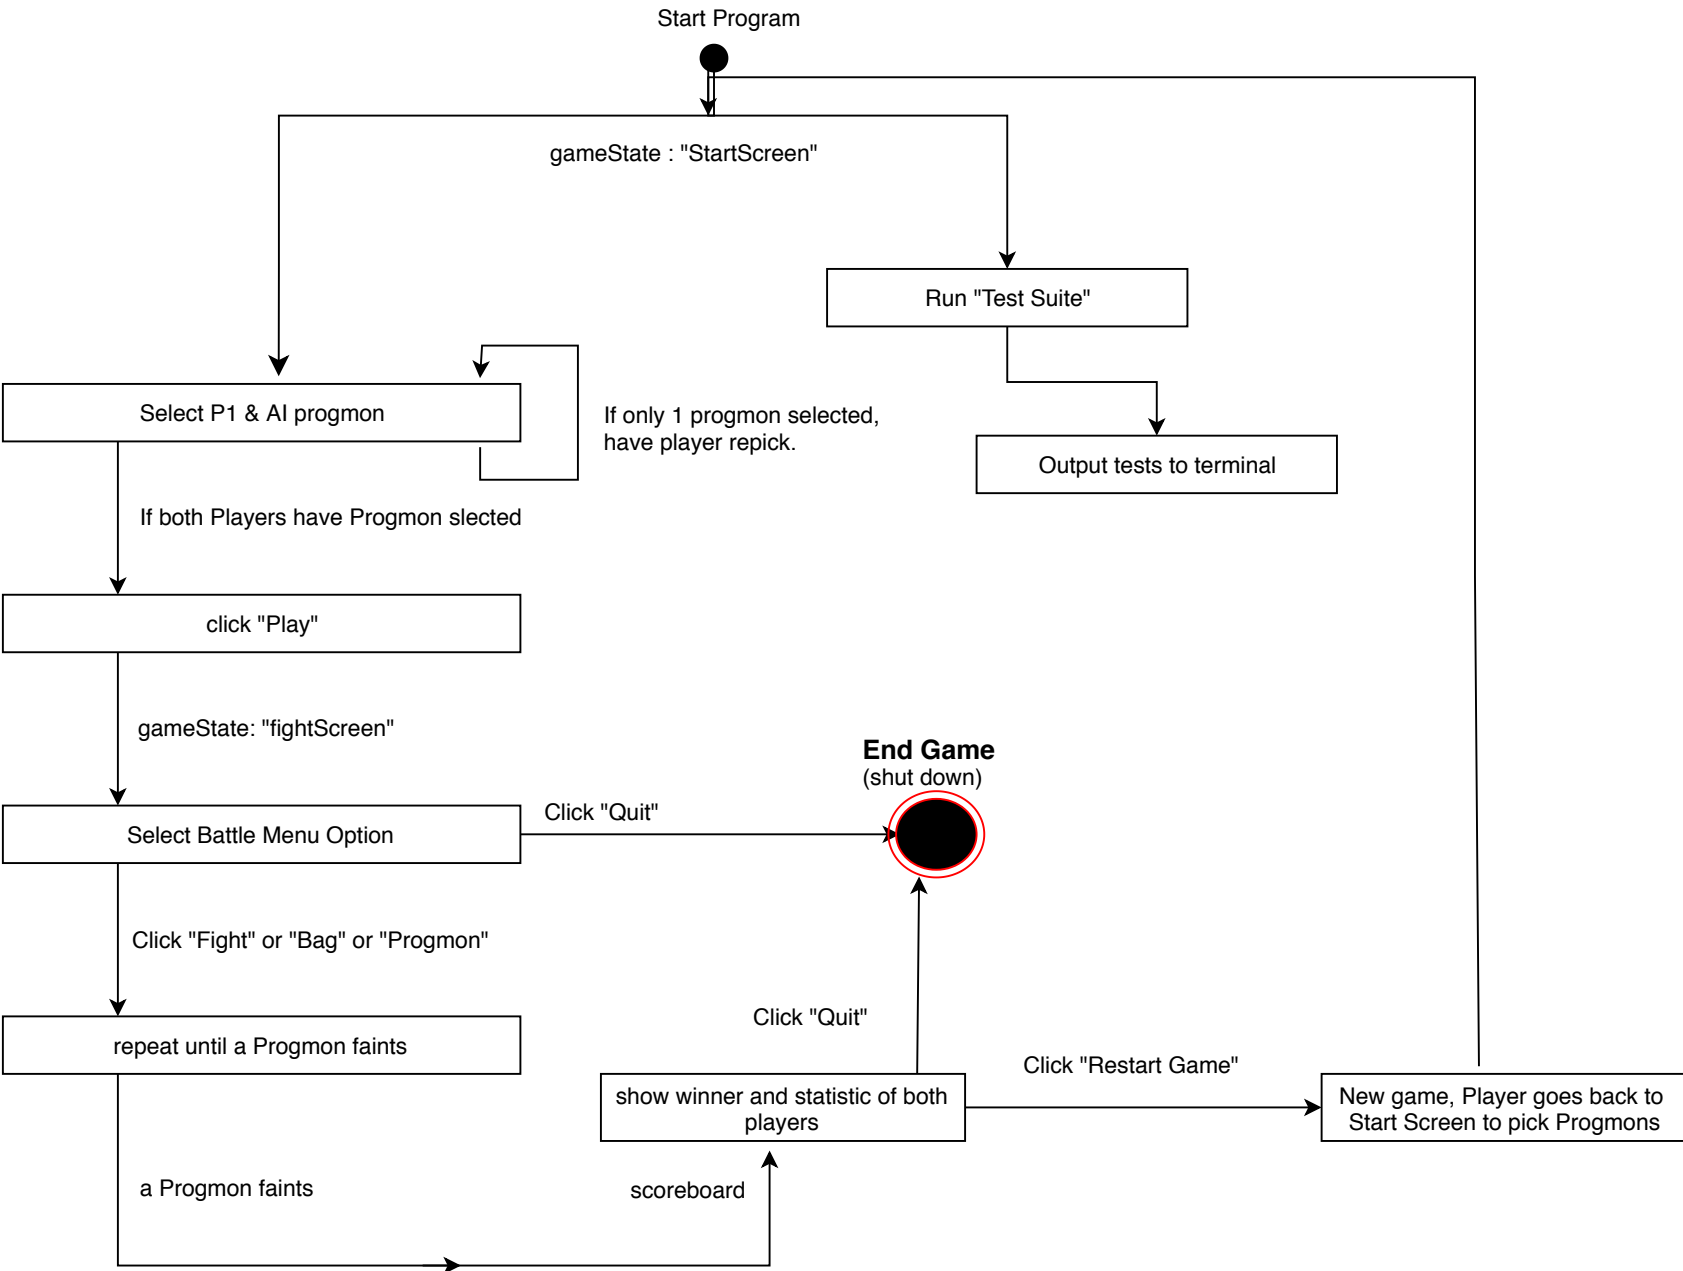 Start Program
gameState : "StartScreen"
Run "Test Suite"
Select P1 & AI progmon
If only 1 progmon selected,
have player repick.
Output tests to terminal
If both Players have Progmon slected
click "Play"
gameState: "fightScreen"
End Game
(shut down)
Click "Quit"
Select Battle Menu Option
Click "Fight" or "Bag" or "Progmon"
Click "Quit"
repeat until a Progmon faints
Click "Restart Game"
show winner and statistic of both
players
New game, Player goes back to
Start Screen to pick Progmons
a Progmon faints
scoreboard